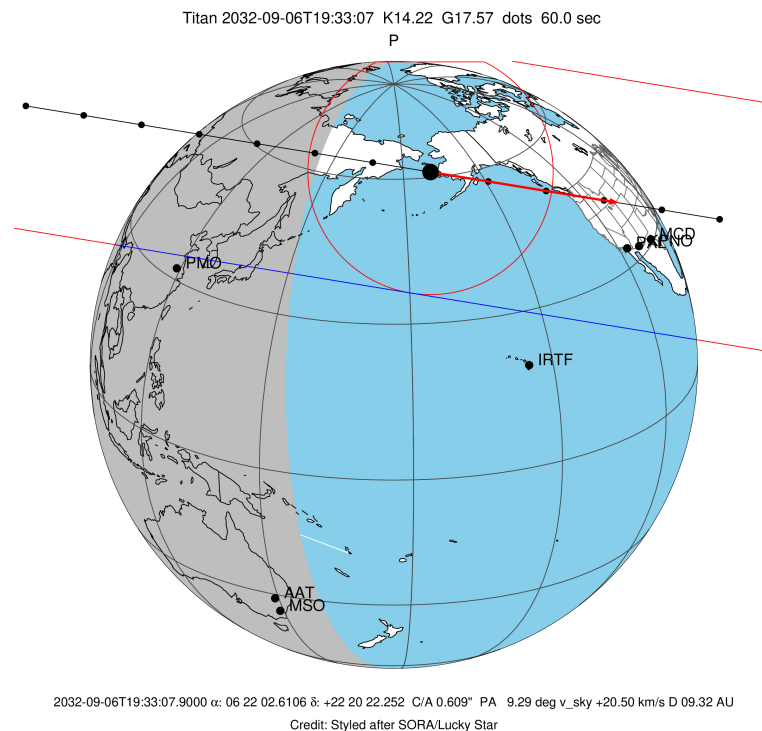 Titan 2032-09-06T19:33:07 K14.22 G17.57 dots 60.0 sec
P
MCD
PMO
IRTF
AAT
MSO
2032-09-06T19:33:07.9000 α: 06 22 02.6106 δ: +22 20 22.252 C/A 0.609" PA 9.29 deg v_sky +20.50 km/s D 09.32 AU
Credit: Styled after SORA/Lucky Star